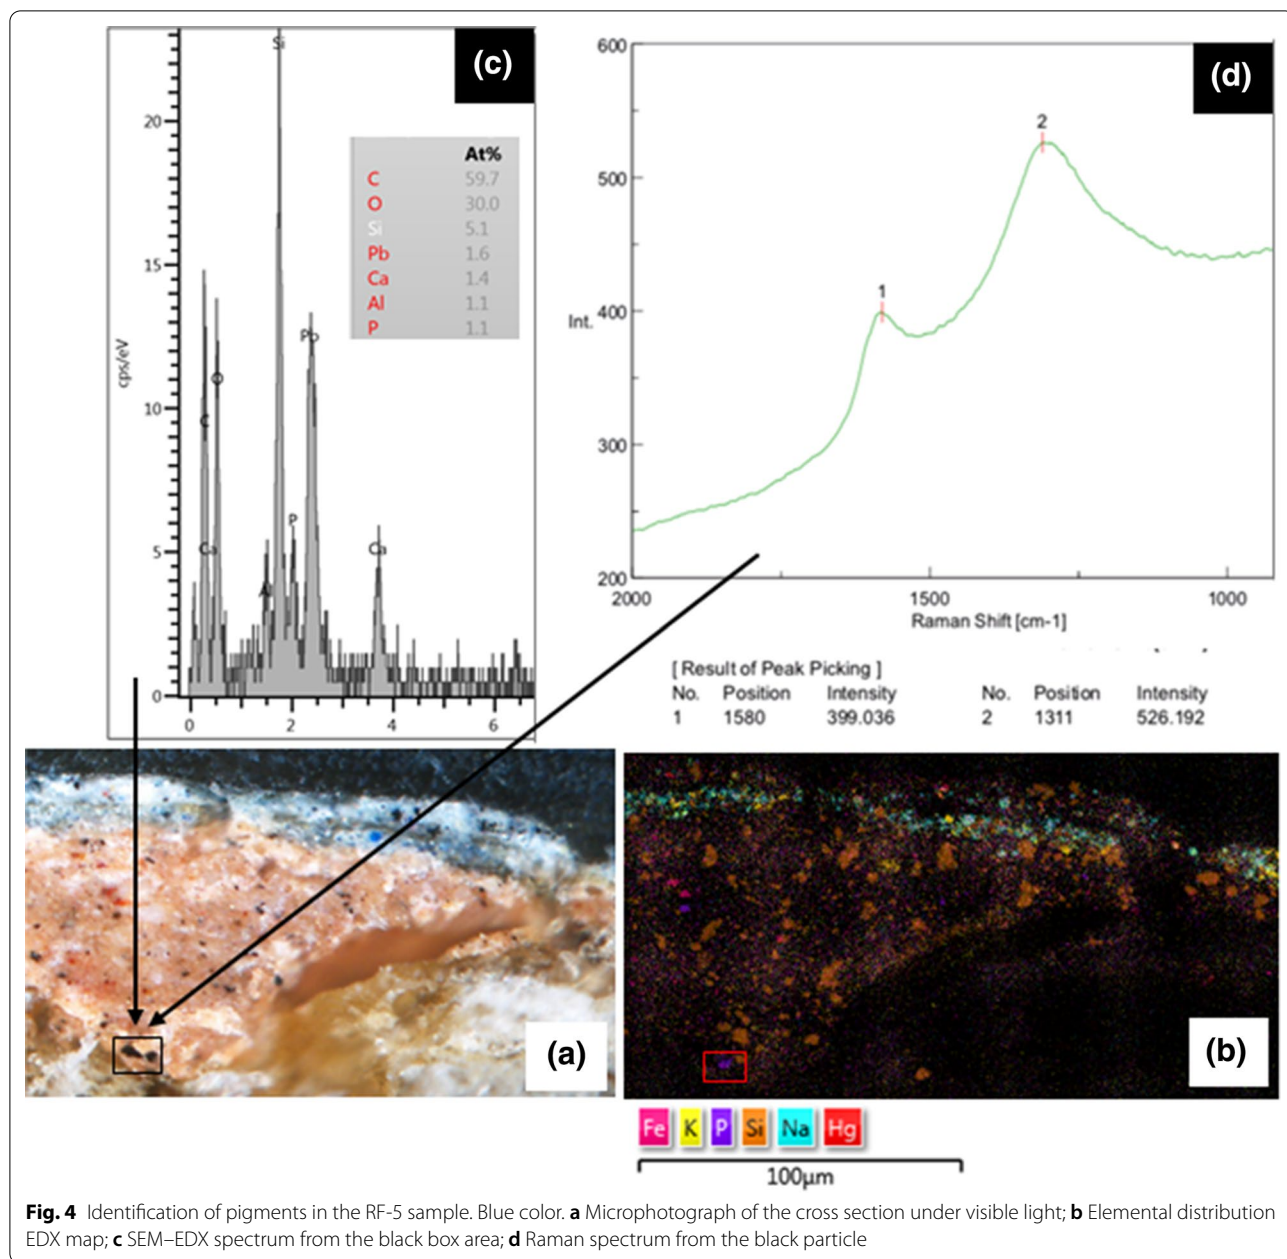 (c)
Si
20
15
10
5
0
cps/eV
At%
C 59.7
O 30.0
Si 5.1
Pb 1.6
Ca 1.4
Al 1.1
P 1.1
Pb
O
C
P
Ca
Ca
Al
0 2 4 6
(d)
600
500
400
300
200
Int.
1
2
2000 1500 1000
Raman Shift [cm-1]
[ Result of Peak Picking ]
No. Position Intensity No. Position Intensity
1 1580 399.036 2 1311 526.192
(a)
(b)
Fe K P Si Na Hg
100μm
Fig. 4 Identification of pigments in the RF-5 sample. Blue color. a Microphotograph of the cross section under visible light; b Elemental distribution
EDX map; c SEM–EDX spectrum from the black box area; d Raman spectrum from the black particle